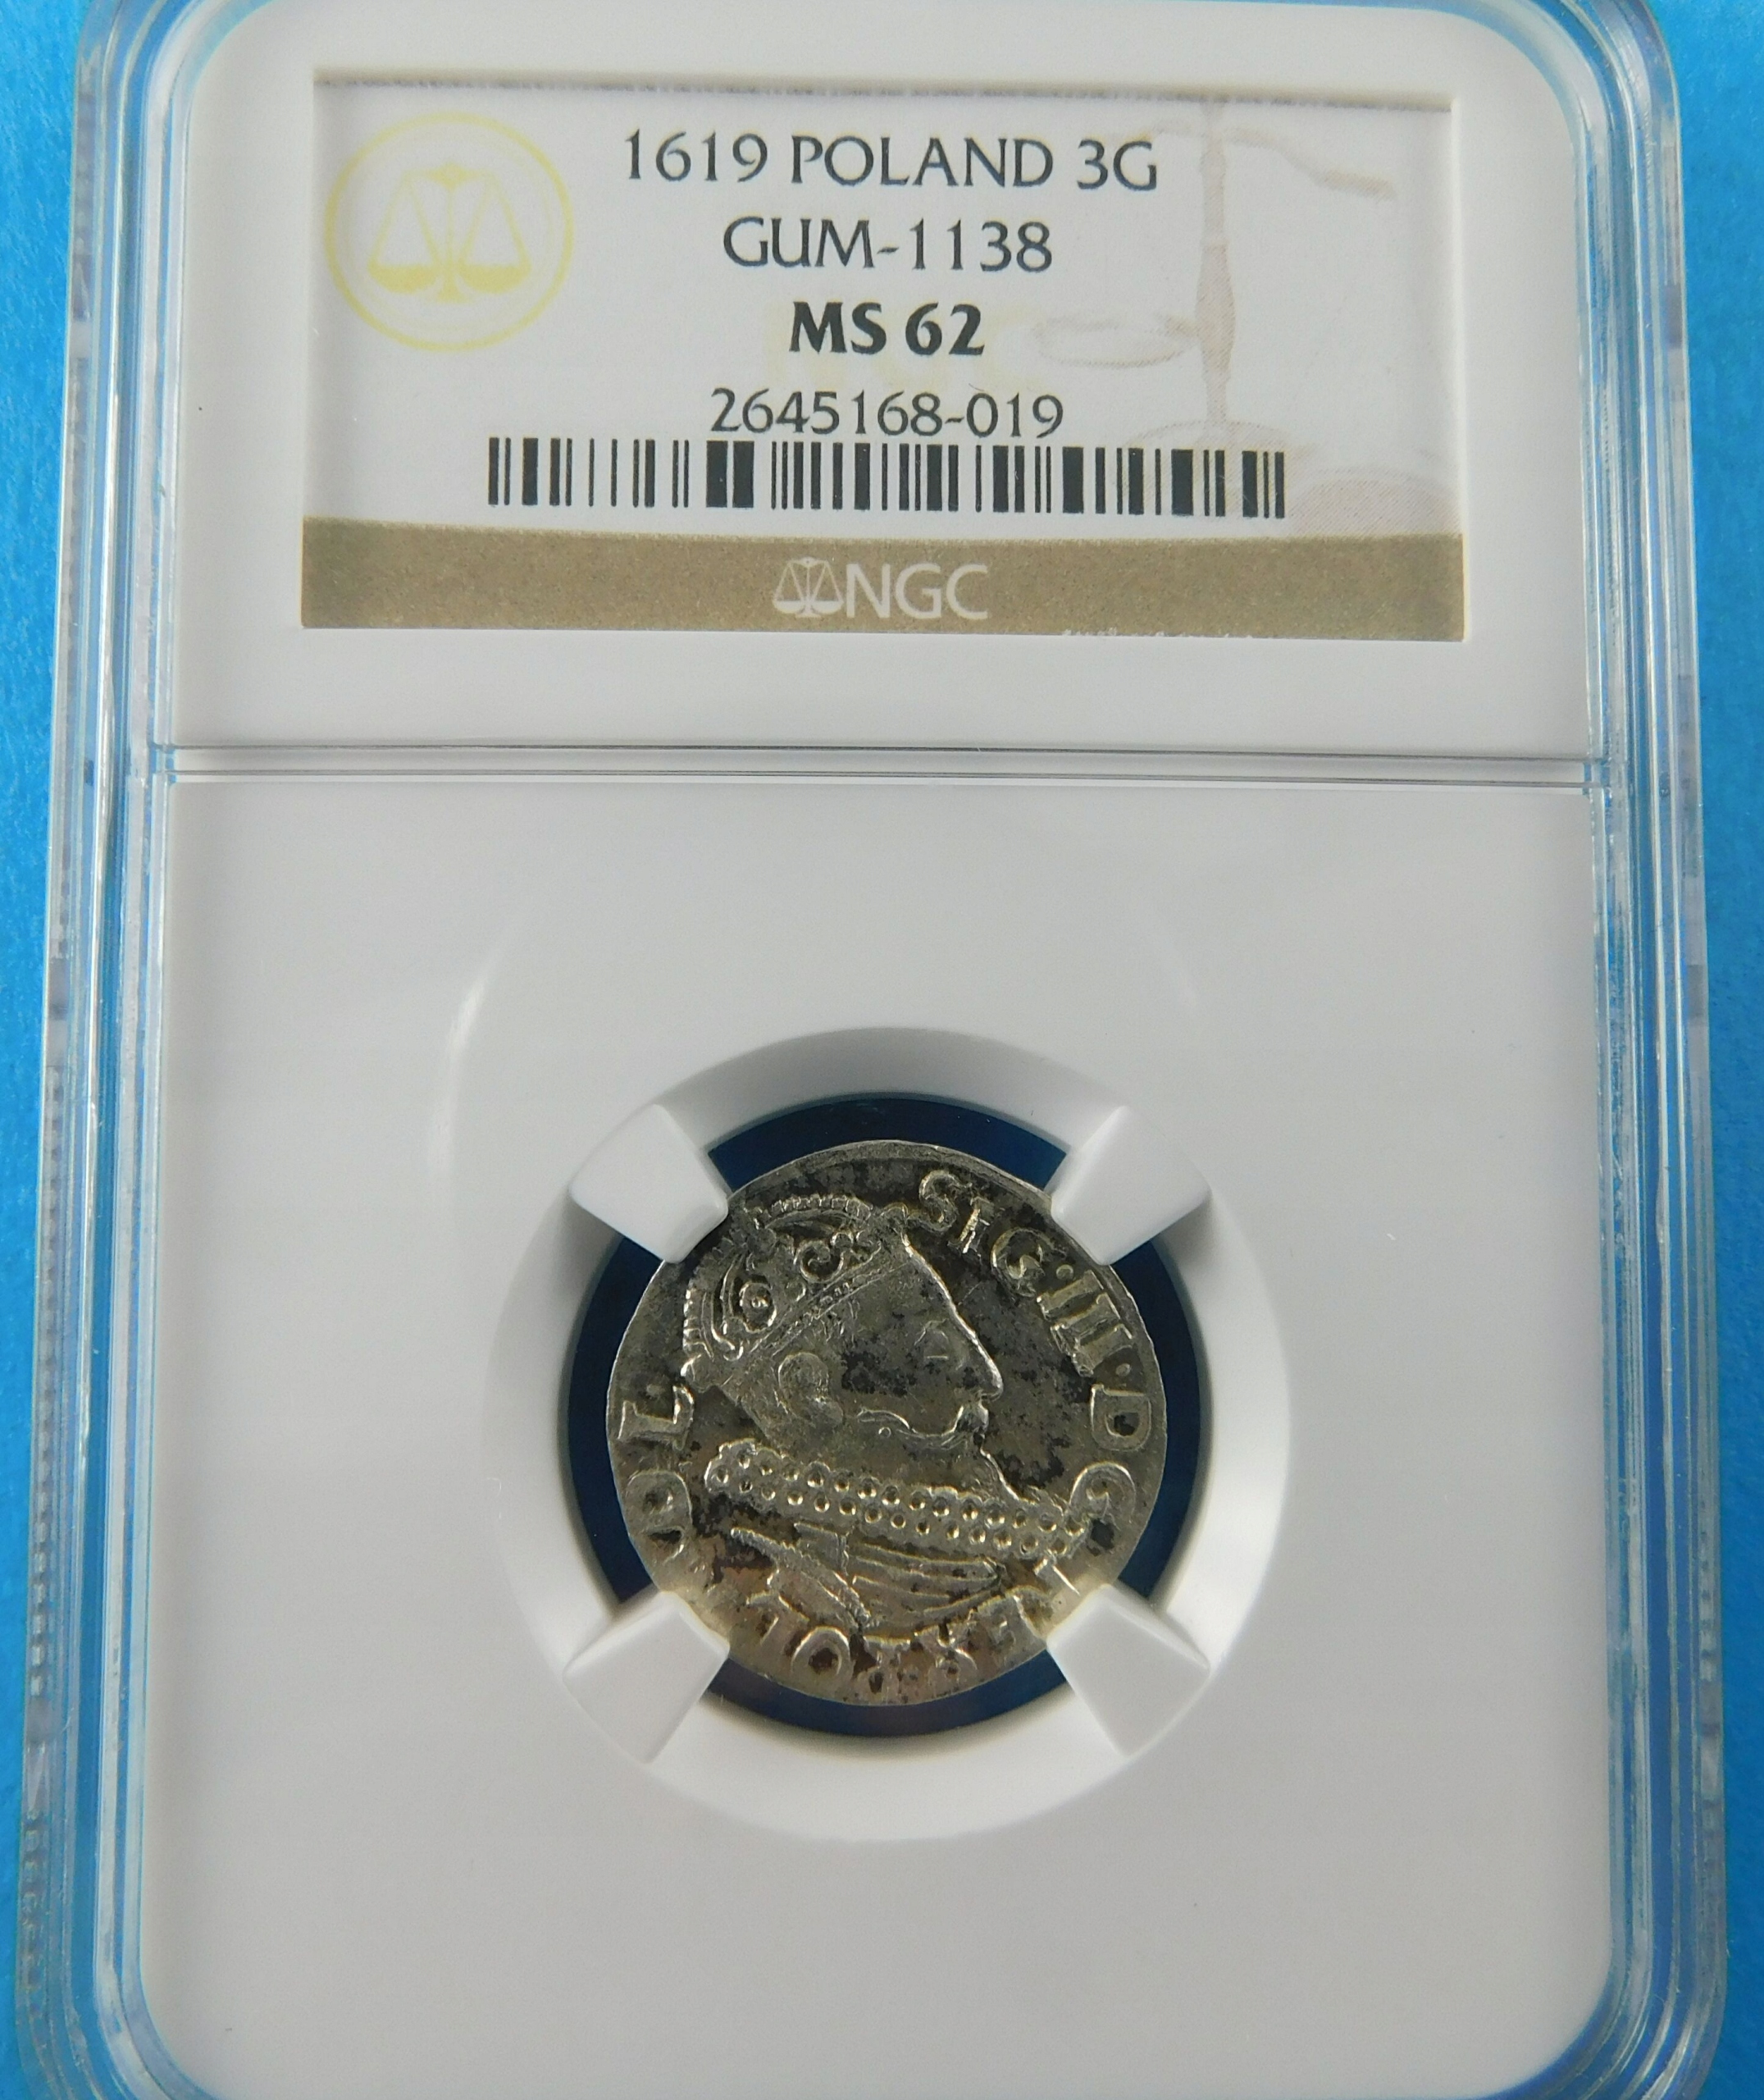 1619 POLAND 3G
GUM-1138
MS 62
2645168-019
NGC
SIG·III·D G